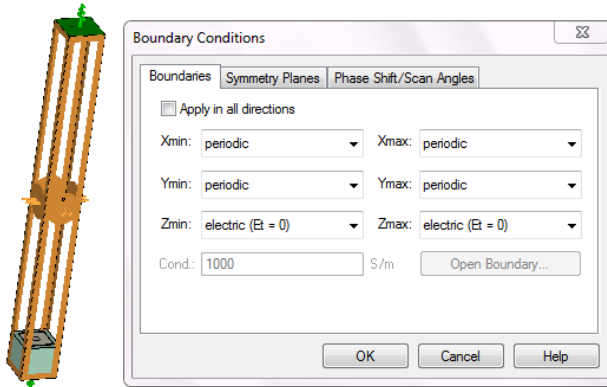 Boundary Conditions
Boundaries Symmetry Planes Phase Shift/Scan Angles
Apply in all directions
Xmin: periodic Xmax: periodic
Ymin: periodic Ymax: periodic
Zmin: electric (Et = 0) Zmax: electric (Et = 0)
Cond.: 1000 S/m Open Boundary...
OK Cancel Help